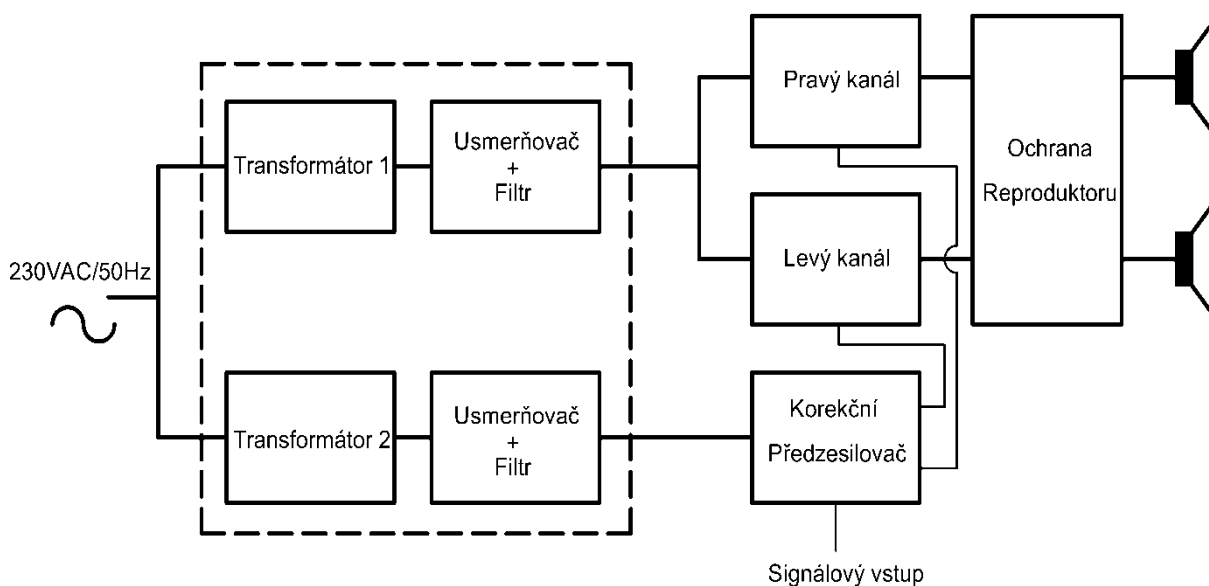 230VAC/50Hz
Transformátor 1
Usmerňovač
+
Filtr
Transformátor 2
Usmerňovač
+
Filtr
Pravý kanál
Levý kanál
Korekční
Předzesilovač
Signálový vstup
Ochrana
Reproduktoru